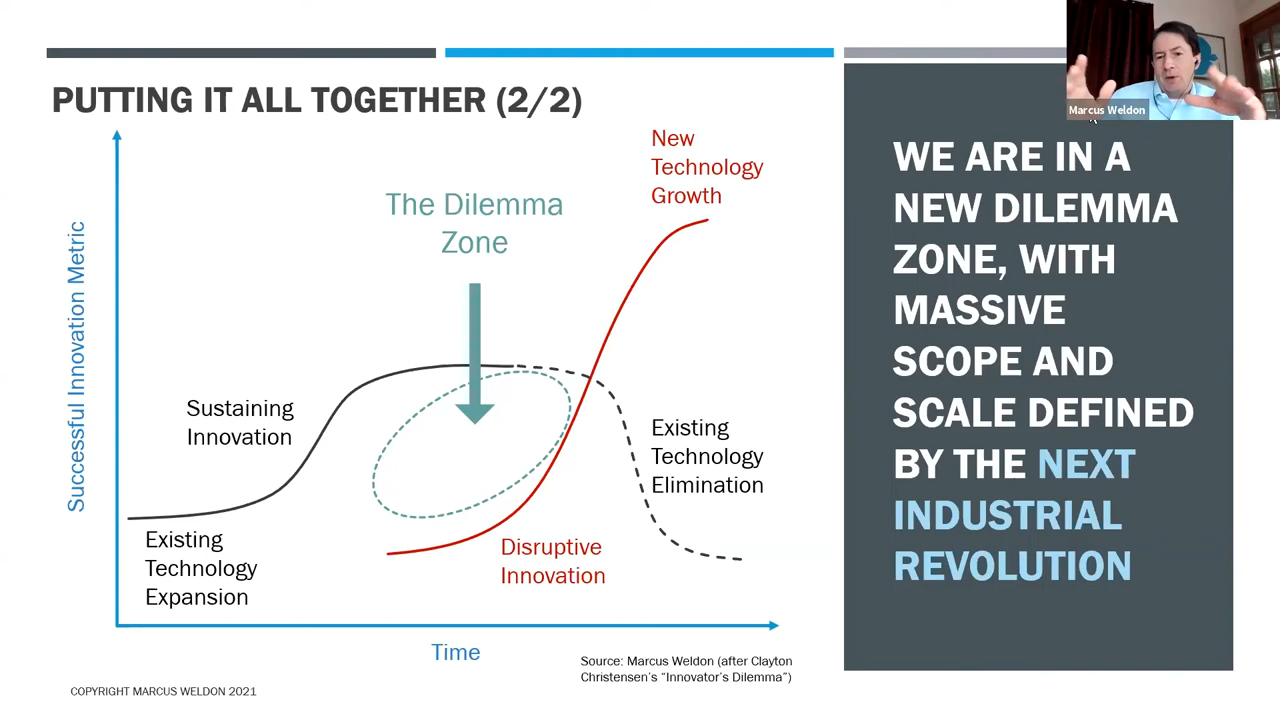 Marcus Weldon
PUTTING IT ALL TOGETHER (2/2)
Successful Innovation Metric
New
Technology
Growth
The Dilemma
Zone
Sustaining
Innovation
Existing
Technology
Elimination
Existing
Technology
Expansion
Disruptive
Innovation
Time
Source: Marcus Weldon (after Clayton
Christensen's "Innovator's Dilemma")
COPYRIGHT MARCUS WELDON 2021
WE ARE IN A
NEW DILEMMA
ZONE, WITH
MASSIVE
SCOPE AND
SCALE DEFINED
BY THE NEXT
INDUSTRIAL
REVOLUTION